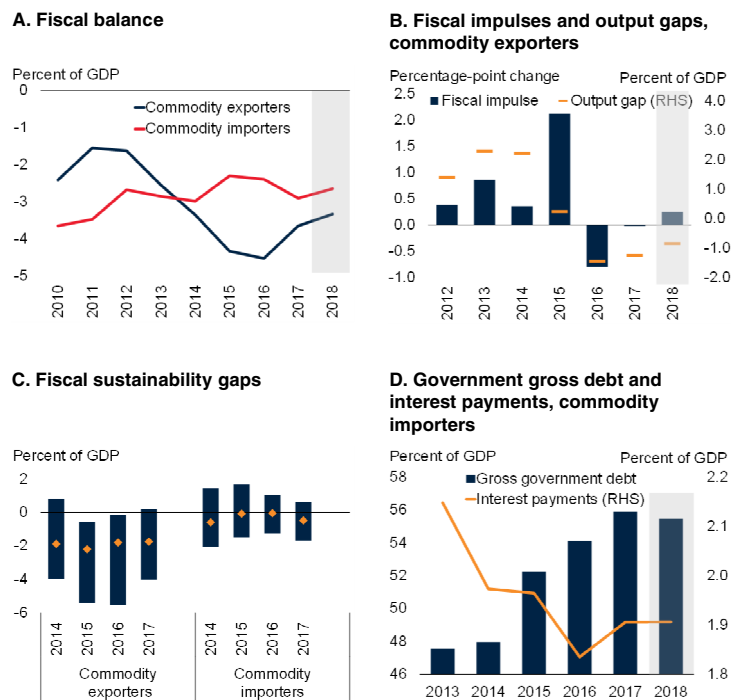 A. Fiscal balance
Percent of GDP
0
-1
-2
-3
-4
-5
Commodity exporters
Commodity importers
2010
2011
2012
2013
2014
2015
2016
2017
2018
B. Fiscal impulses and output gaps,
commodity exporters
Percentage-point change
Percent of GDP
2.5
2.0
1.5
1.0
0.5
0.0
-0.5
-1.0
Fiscal impulse
Output gap (RHS)
4.0
3.0
2.0
1.0
0.0
-1.0
-2.0
2012
2013
2014
2015
2016
2017
2018
C. Fiscal sustainability gaps
Percent of GDP
2
0
-2
-4
-6
2014
2015
2016
2017
2014
2015
2016
2017
Commodity
exporters
Commodity
importers
D. Government gross debt and
interest payments, commodity
importers
Percent of GDP
Percent of GDP
58
56
54
52
50
48
46
Gross government debt
Interest payments (RHS)
2.2
2.1
2.0
1.9
1.8
2013
2014
2015
2016
2017
2018